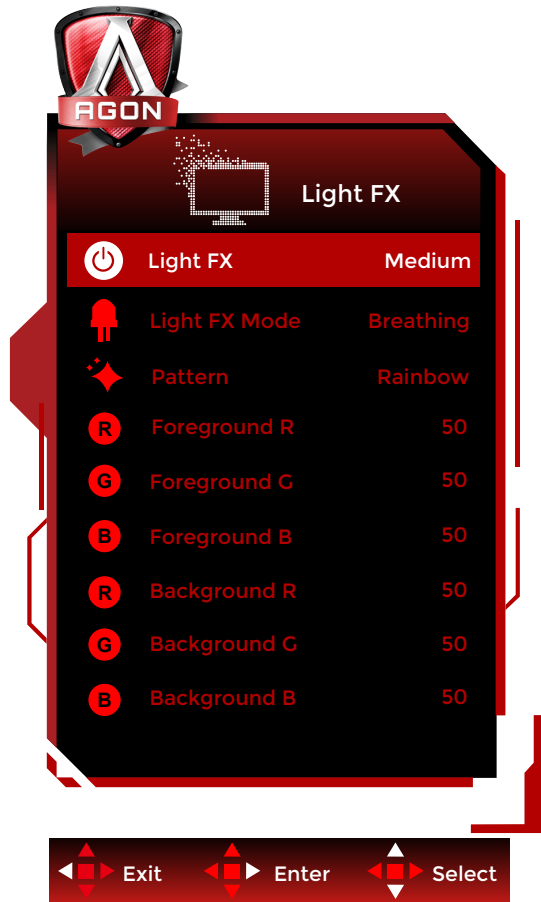 AGON
Light FX
Light FX Medium
Light FX Mode Breathing
Pattern Rainbow
R Foreground R 50
G Foreground G 50
B Foreground B 50
R Background R 50
G Background G 50
B Background B 50
Exit Enter Select